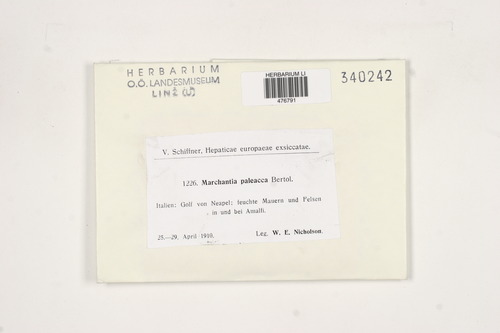 HERBARIUM
O.Ö. LANDESMUSEUM
LINZ (LI)
HERBARIUM LI
476791
340242
V. Schiffner, Hepaticae europaeae exsiccatae.
1226. Marchantia paleacea Bertol.
Italien: Golf von Neapel: feuchte Mauern und Felsen
in und bei Amalfi.
25.—29. April 1910. Leg. W. E. Nicholson.